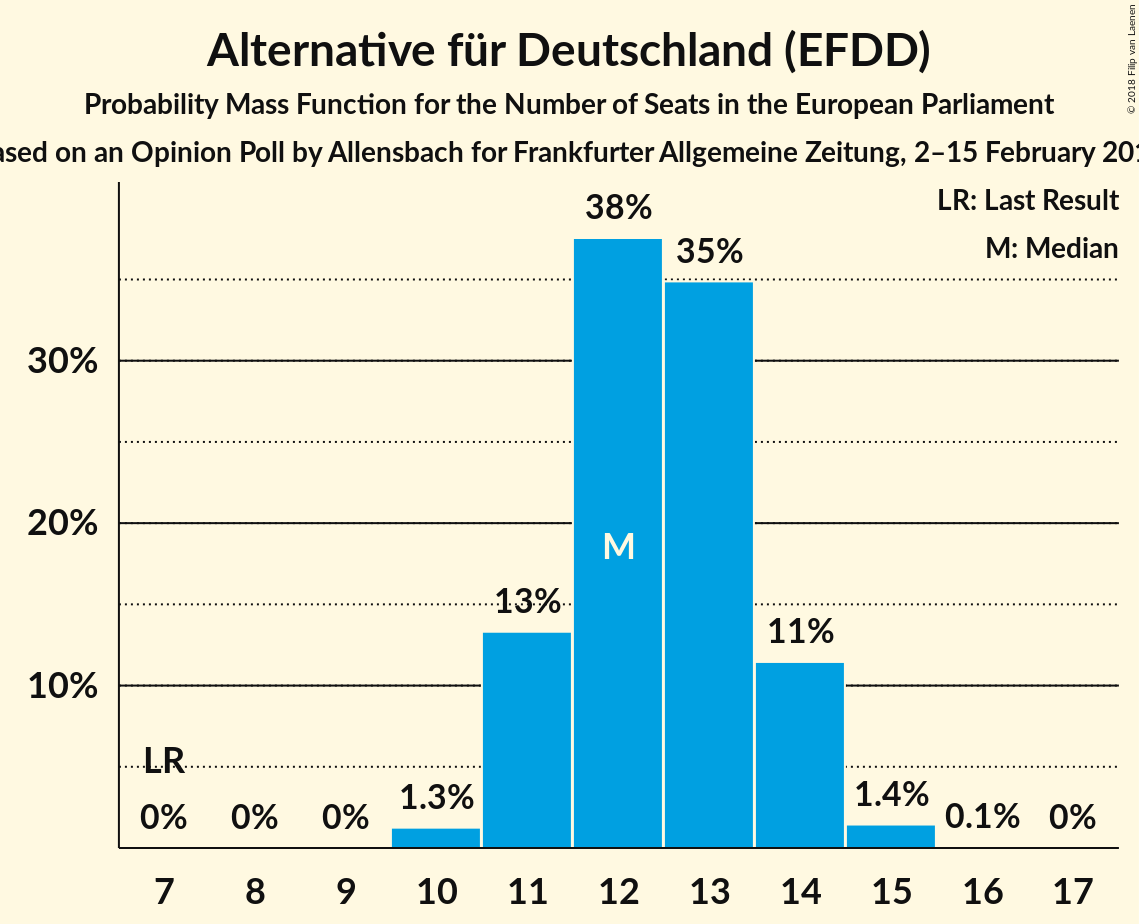 Alternative für Deutschland (EFDD)
Probability Mass Function for the Number of Seats in the European Parliament
ased on an Opinion Poll by Allensbach for Frankfurter Allgemeine Zeitung, 2–15 February 201
© 2018 Filip van Laenen
LR: Last Result
M: Median
38%
35%
30%
20%
M
13%
11%
10%
LR
0%
0%
0%
1.3%
1.4%
0.1%
0%
7 8 9 10 11 12 13 14 15 16 17